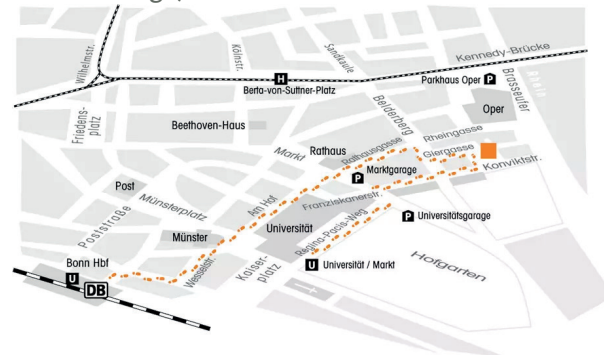 Kennedy-Brücke
Wilhelmstr.
Kölnstr.
Sandkaule
H
Berta-von-Suttner-Platz
Parkhaus Oper P
Brasseufer
Oper
Friedens-
platz
Belderberg
Beethoven-Haus
Rheingasse
Markt
Rathaus
Rathausgasse
Giergasse
Konviktstr.
P
Marktgarage
Post
Münsterplatz
Am Hof
Franziskanerstr.
P Universitätsgarage
Poststraße
Münster
Universität
Regina-Pacis-Weg
Hofgarten
Bonn Hbf
U
DB
Wesselstr.
Kaiser-
platz
U Universität / Markt